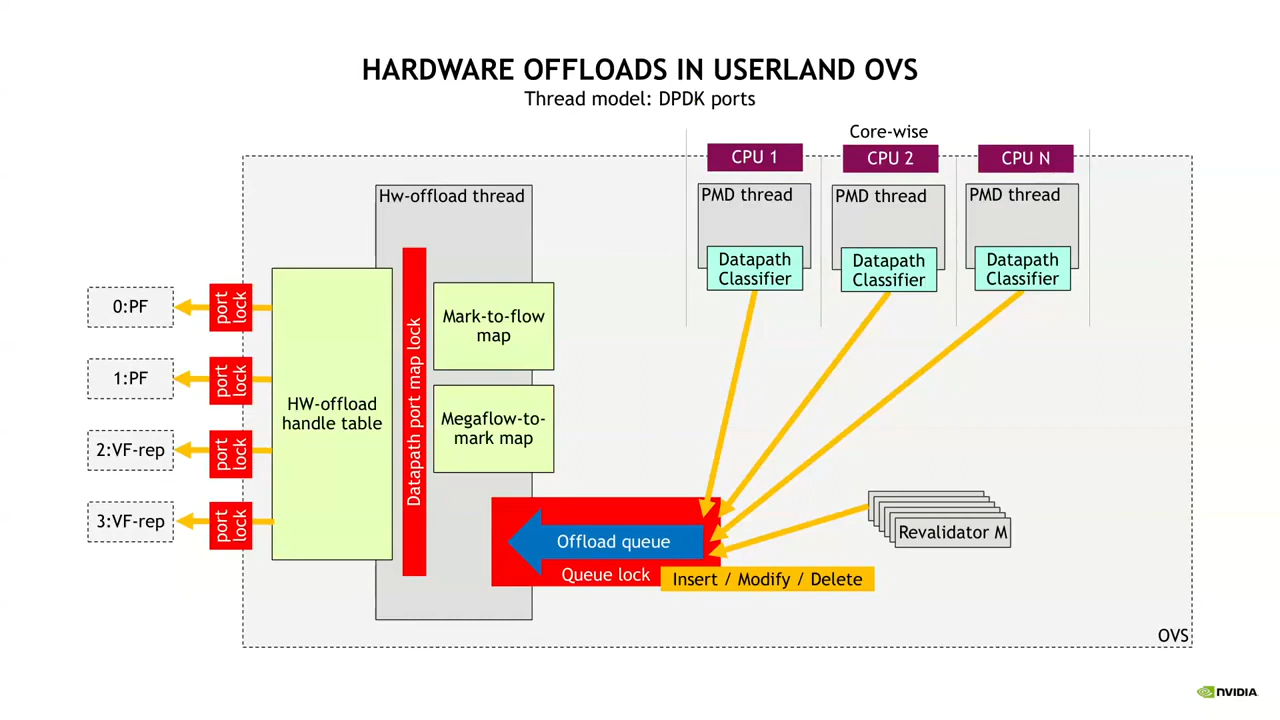 HARDWARE OFFLOADS IN USERLAND OVS
Thread model: DPDK ports
Core-wise
CPU 1
CPU 2
CPU N
PMD thread
PMD thread
PMD thread
Datapath
Classifier
Datapath
Classifier
Datapath
Classifier
Hw-offload thread
0:PF
1:PF
2:VF-rep
3:VF-rep
port
lock
port
lock
port
lock
port
lock
HW-offload
handle table
Datapath port map lock
Mark-to-flow
map
Megaflow-to-
mark map
Offload queue
Queue lock
Insert / Modify / Delete
Revalidator M
OVS
NVIDIA